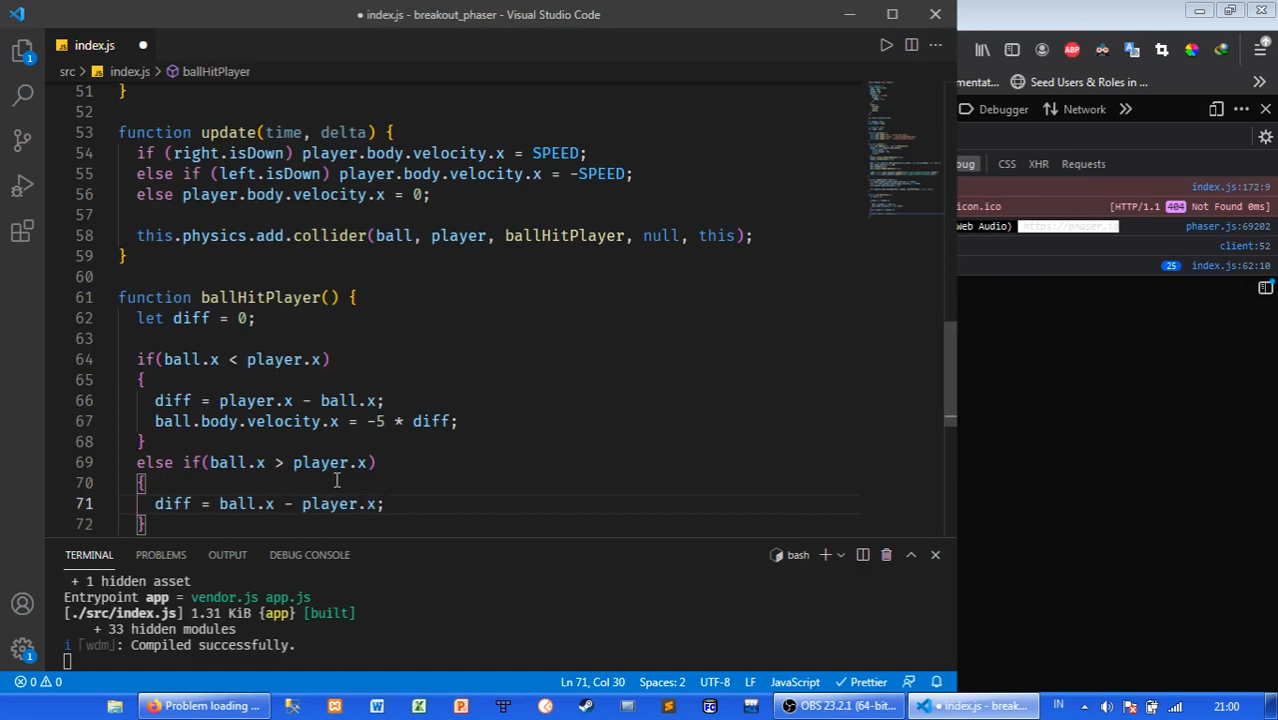 ● index.js - breakout_phaser - Visual Studio Code
index.js
src > index.js > ballHitPlayer
51 }
52
53 function update(time, delta) {
54 if (right.isDown) player.body.velocity.x = SPEED;
55 else if (left.isDown) player.body.velocity.x = -SPEED;
56 else player.body.velocity.x = 0;
57
58 this.physics.add.collider(ball, player, ballHitPlayer, null, this);
59 }
60
61 function ballHitPlayer() {
62 let diff = 0;
63
64 if(ball.x < player.x)
65 {
66 diff = player.x - ball.x;
67 ball.body.velocity.x = -5 * diff;
68 }
69 else if(ball.x > player.x)
70 {
71 diff = ball.x - player.x;
72 }
TERMINAL PROBLEMS OUTPUT DEBUG CONSOLE bash
+ 1 hidden asset
Entrypoint app = vendor.js app.js
[./src/index.js] 1.31 KiB {app} [built]
+ 33 hidden modules
i ｢wdm｣: Compiled successfully.
0 0 Ln 71, Col 30 Spaces: 2 UTF-8 LF JavaScript Prettier
ABP
mentat... Seed Users & Roles in ...
Debugger Network
bug CSS XHR Requests
index.js:172:9
icon.ico [HTTP/1.1 404 Not Found 0ms]
Web Audio) https://phaser.io phaser.js:69202
client:52
25 index.js:62:10
Problem loading ... OBS 23.2.1 (64-bit... ● index.js - break... IN 21:00